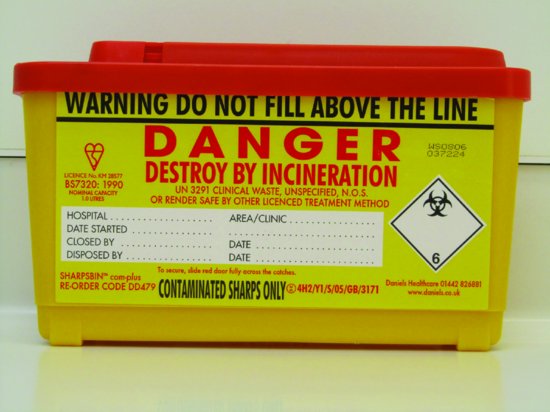 WARNING DO NOT FILL ABOVE THE LINE
DANGER
DESTROY BY INCINERATION
UN 3291 CLINICAL WASTE, UNSPECIFIED, N.O.S.
OR RENDER SAFE BY OTHER LICENCED TREATMENT METHOD
WS0806
037224
LICENCE No. KM 28577
BS7320: 1990
NOMINAL CAPACITY
1.0 LITRES
HOSPITAL ........................ AREA/CLINIC ........................
DATE STARTED ........................
CLOSED BY ........................ DATE ........................
DISPOSED BY ........................ DATE ........................
6
SHARPSBIN™ com-plus
RE-ORDER CODE DD479
To secure, slide red door fully across the catches.
CONTAMINATED SHARPS ONLY
4H2/Y1/S/05/GB/3171
Daniels Healthcare 01442 826881
www.daniels.co.uk